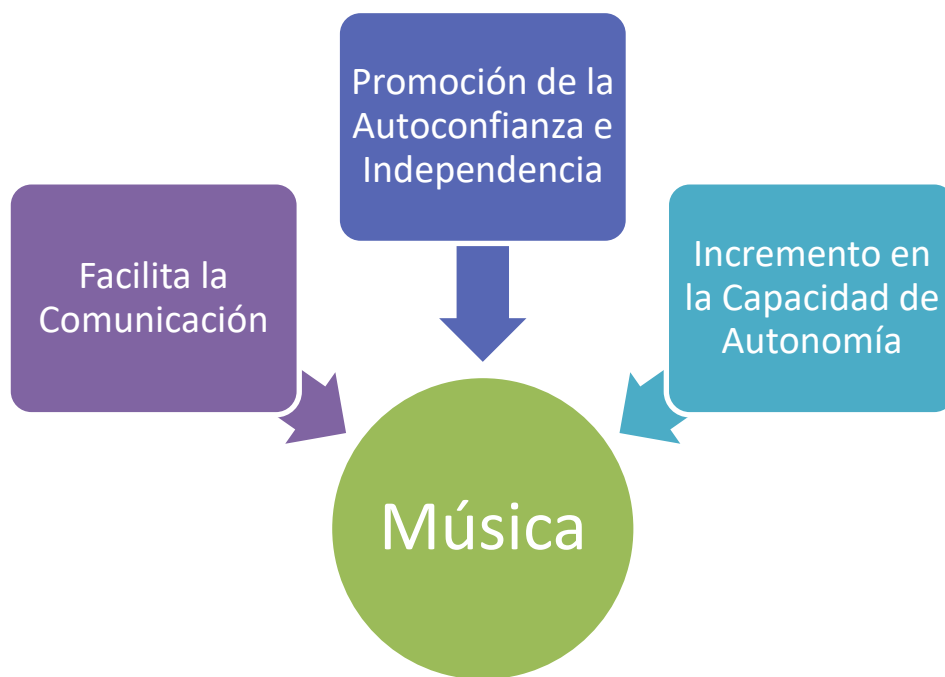 Promoción de la
Autoconfianza e
Independencia
Facilita la
Comunicación
Incremento en
la Capacidad de
Autonomía
Música